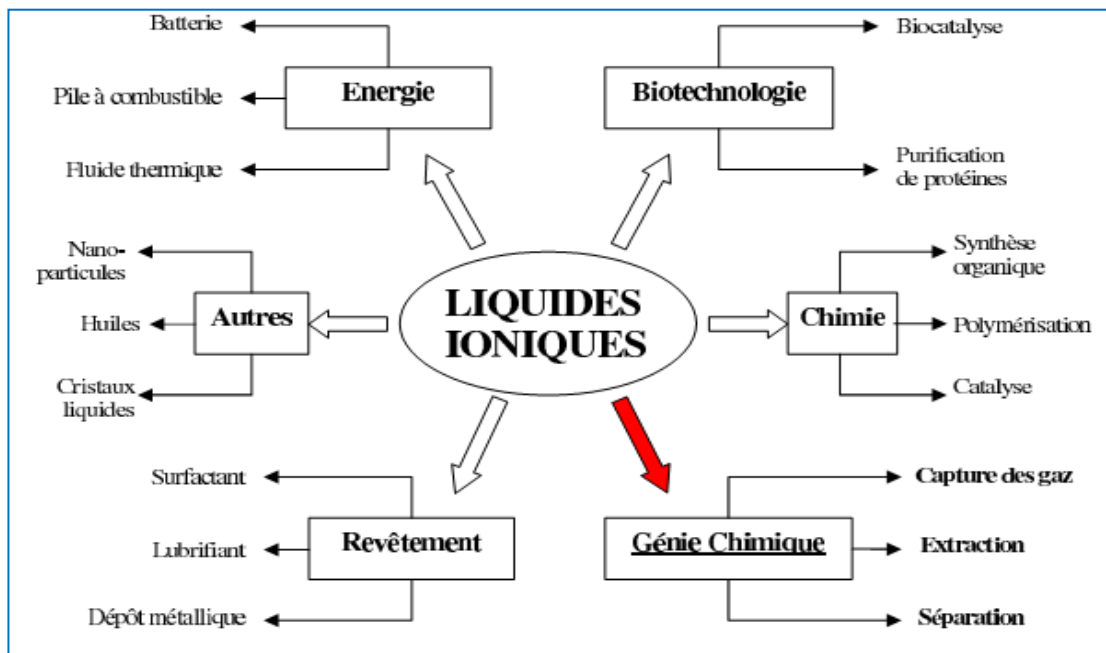 Batterie
Energie
Pile à combustible
Fluide thermique
Biocatalyse
Biotechnologie
Purification
de protéines
Nano-
particules
Autres
Huiles
Cristaux
liquides
LIQUIDES
IONIQUES
Synthèse
organique
Chimie
Polymérisation
Catalyse
Surfactant
Revêtement
Lubrifiant
Dépôt métallique
Capture des gaz
Génie Chimique
Extraction
Séparation